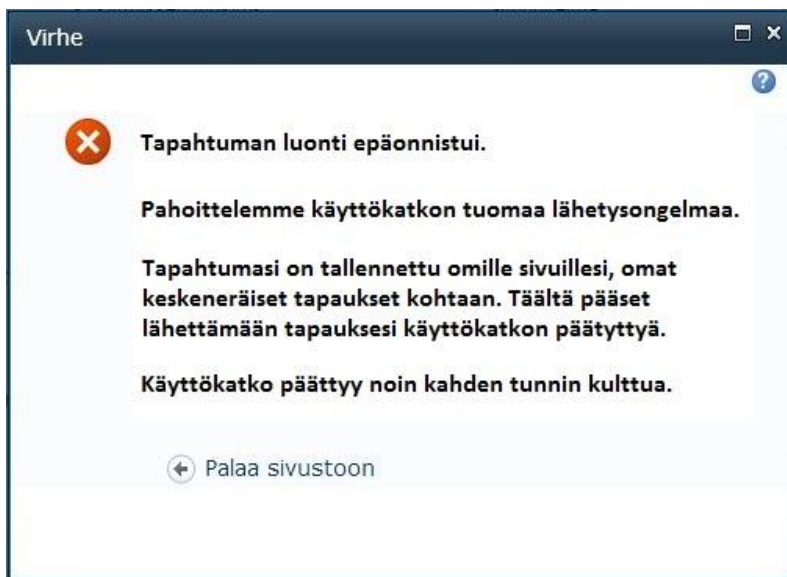 Virhe
Tapahtuman luonti epäonnistui.
Pahoittelemme käyttökatkon tuomaa lähetysongelmaa.
Tapahtumasi on tallennettu omille sivuillesi, omat
keskeneräiset tapaukset kohtaan. Täältä pääset
lähettämään tapauksesi käyttökatkon päätyttyä.
Käyttökatko päättyy noin kahden tunnin kulttua.
Palaa sivustoon